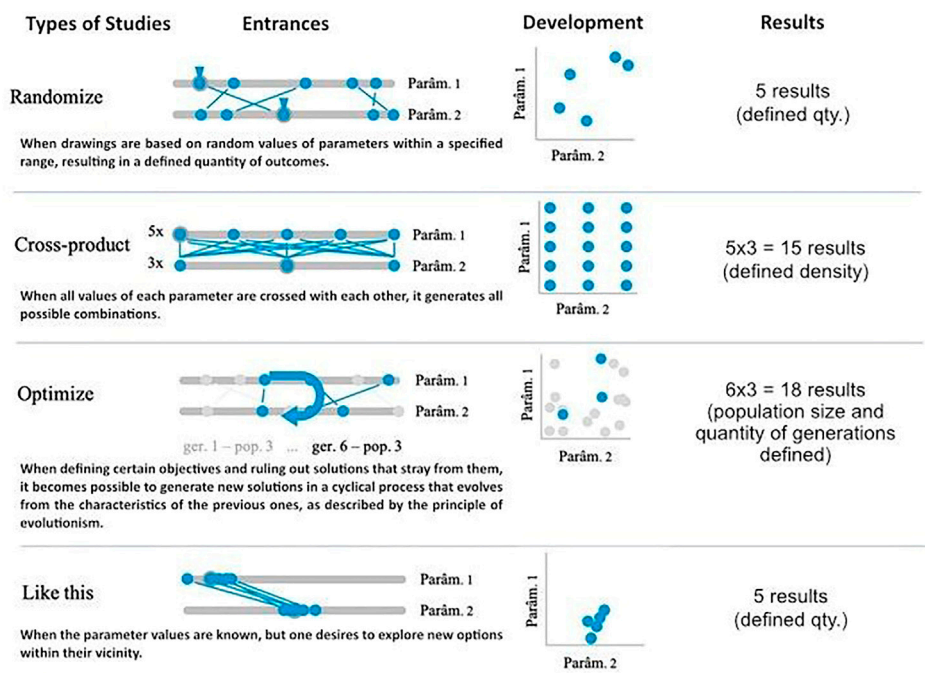 Types of Studies Entrances Development Results
Randomize
Parâm. 1
Parâm. 2
When drawings are based on random values of parameters within a specified
range, resulting in a defined quantity of outcomes.
Parâm. 1
Parâm. 2
5 results
(defined qty.)
Cross-product
5x
Parâm. 1
3x
Parâm. 2
When all values of each parameter are crossed with each other, it generates all
possible combinations.
Parâm. 1
Parâm. 2
5x3 = 15 results
(defined density)
Optimize
Parâm. 1
Parâm. 2
ger. 1 – pop. 3 ... ger. 6 – pop. 3
When defining certain objectives and ruling out solutions that stray from them,
it becomes possible to generate new solutions in a cyclical process that evolves
from the characteristics of the previous ones, as described by the principle of
evolutionism.
Parâm. 1
Parâm. 2
6x3 = 18 results
(population size and
quantity of generations
defined)
Like this
Parâm. 1
Parâm. 2
When the parameter values are known, but one desires to explore new options
within their vicinity.
Parâm. 1
Parâm. 2
5 results
(defined qty.)